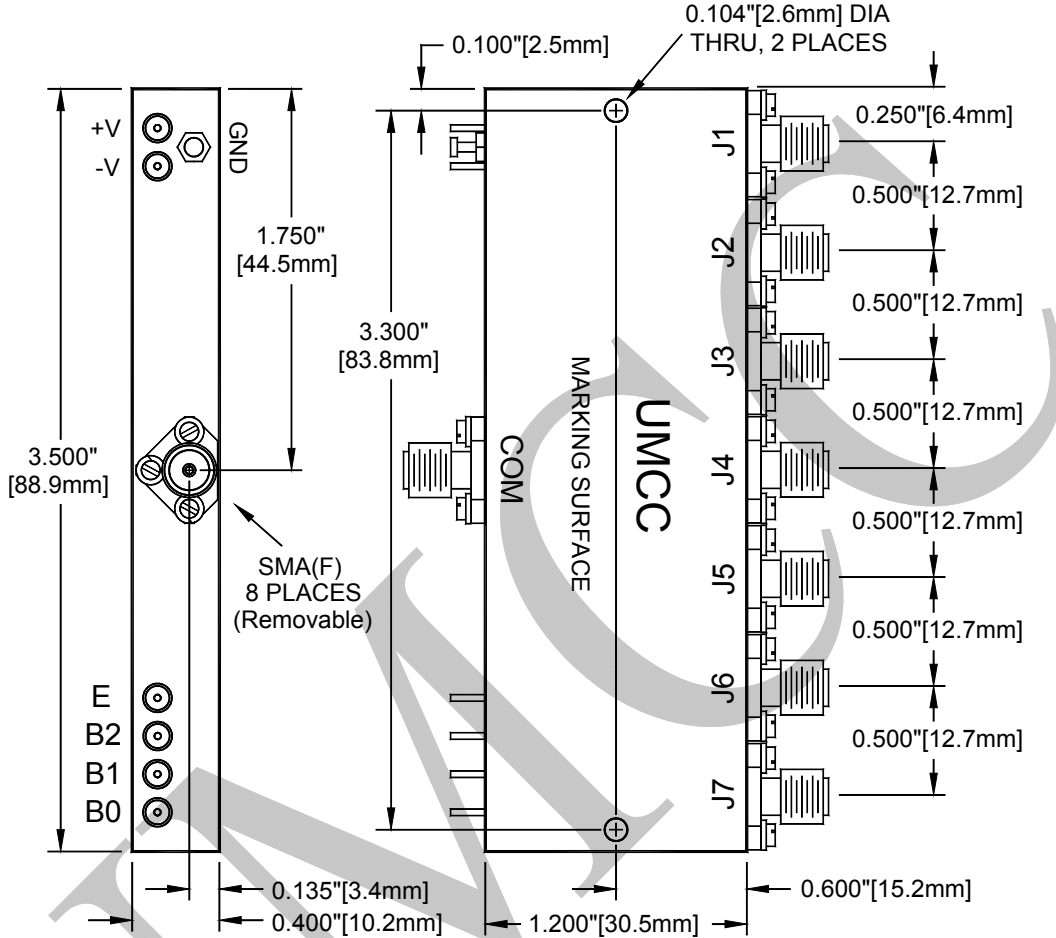 0.104"[2.6mm] DIA
THRU, 2 PLACES
0.100"[2.5mm]
+V
-V
GND
1.750"
[44.5mm]
3.500"
[88.9mm]
SMA(F)
8 PLACES
(Removable)
E
B2
B1
B0
0.135"[3.4mm]
0.400"[10.2mm]
3.300"
[83.8mm]
COM
MARKING SURFACE
UMCC
J1
J2
J3
J4
J5
J6
J7
0.250"[6.4mm]
0.500"[12.7mm]
0.500"[12.7mm]
0.500"[12.7mm]
0.500"[12.7mm]
0.500"[12.7mm]
0.500"[12.7mm]
0.600"[15.2mm]
1.200"[30.5mm]
UMCC